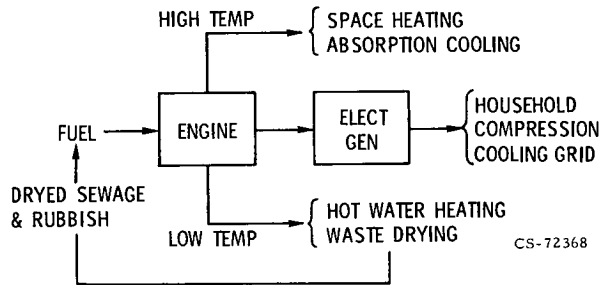 HIGH TEMP
SPACE HEATING
ABSORPTION COOLING
FUEL
ENGINE
ELECT
GEN
HOUSEHOLD
COMPRESSION
COOLING GRID
DRYED SEWAGE
& RUBBISH
LOW TEMP
HOT WATER HEATING
WASTE DRYING
CS-72368